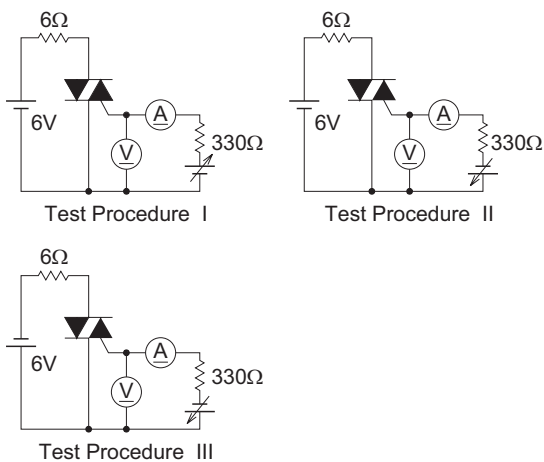 6Ω
6V
A
V
330Ω
Test Procedure I
6Ω
6V
A
V
330Ω
Test Procedure II
6Ω
6V
A
V
330Ω
Test Procedure III